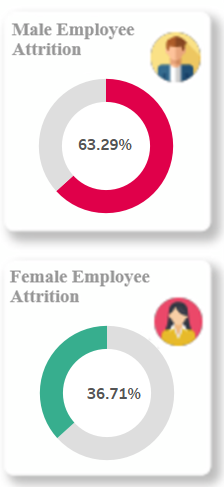 Male Employee
Attrition
63.29%
Female Employee
Attrition
36.71%